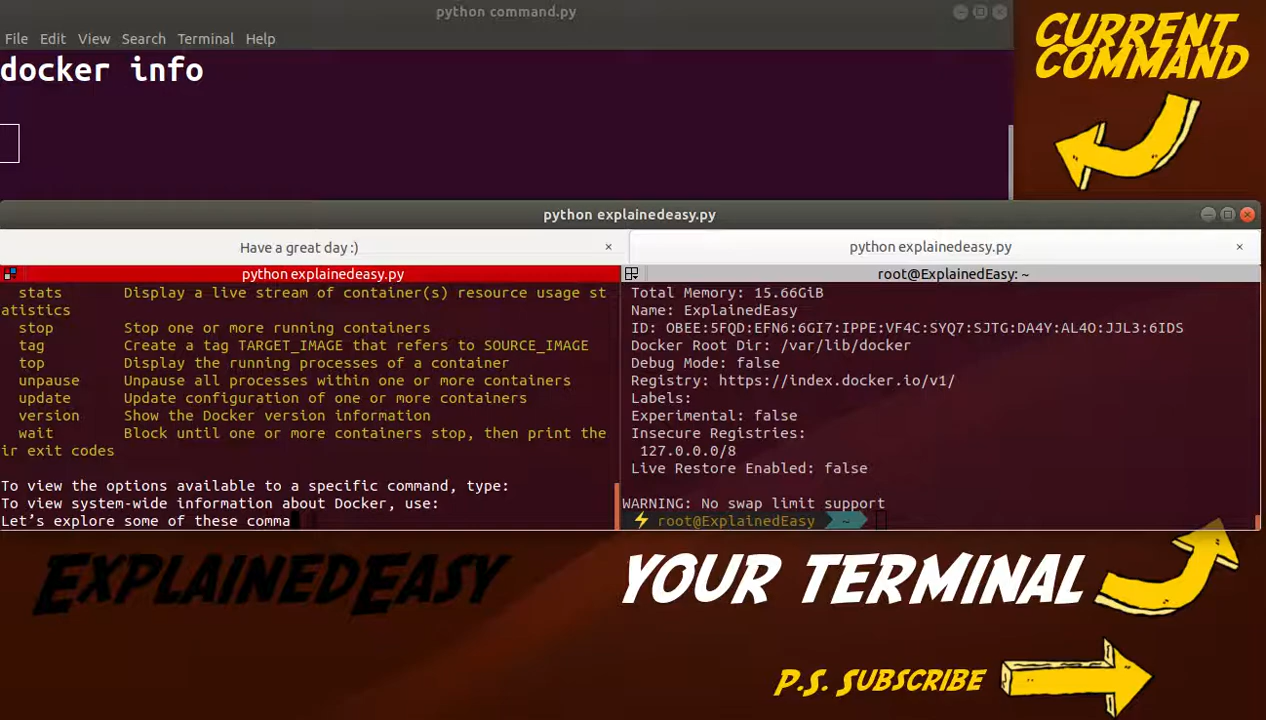 python command.py
File Edit View Search Terminal Help
docker info
CURRENT
COMMAND
python explainedeasy.py
Have a great day :)
python explainedeasy.py
python explainedeasy.py
stats Display a live stream of container(s) resource usage st
atistics
stop Stop one or more running containers
tag Create a tag TARGET_IMAGE that refers to SOURCE_IMAGE
top Display the running processes of a container
unpause Unpause all processes within one or more containers
update Update configuration of one or more containers
version Show the Docker version information
wait Block until one or more containers stop, then print the
ir exit codes
To view the options available to a specific command, type:
To view system-wide information about Docker, use:
Let’s explore some of these comma
root@ExplainedEasy: ~
Total Memory: 15.66GiB
Name: ExplainedEasy
ID: OBEE:5FQD:EFN6:6GI7:IPPE:VF4C:SYQ7:SJTG:DA4Y:AL4O:JJL3:6IDS
Docker Root Dir: /var/lib/docker
Debug Mode: false
Registry: https://index.docker.io/v1/
Labels:
Experimental: false
Insecure Registries:
127.0.0.0/8
Live Restore Enabled: false
WARNING: No swap limit support
root@ExplainedEasy ~
EXPLAINEDEASY
YOUR TERMINAL
P.S. SUBSCRIBE